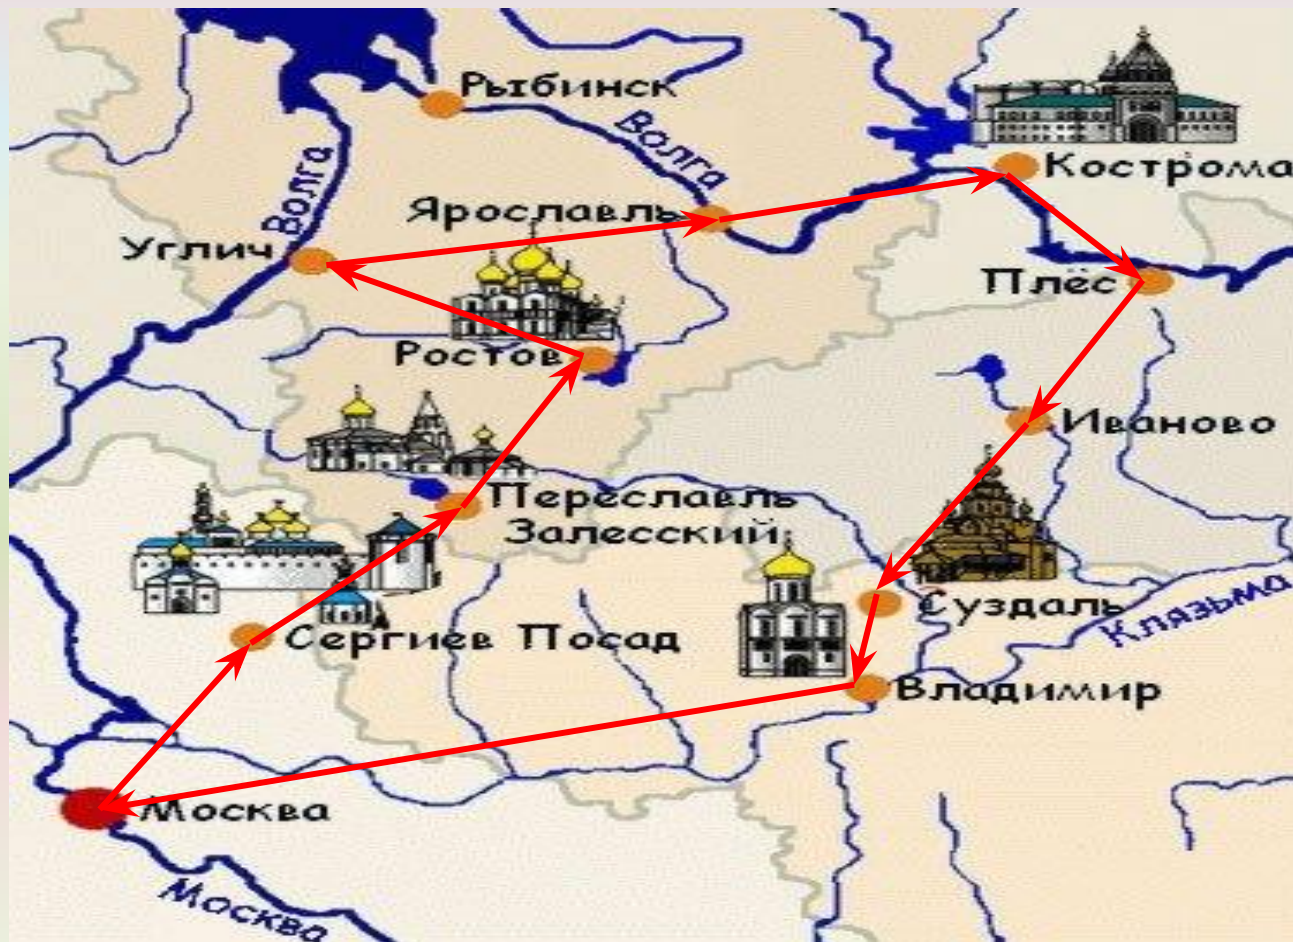 Рыбинск
Волга
Кострома
Волга
Ярославль
Углич
Плёс
Ростов
Иваново
Переславль
Залесский
Суздаль
Клязьма
Сергиев Посад
Владимир
Москва
Москва